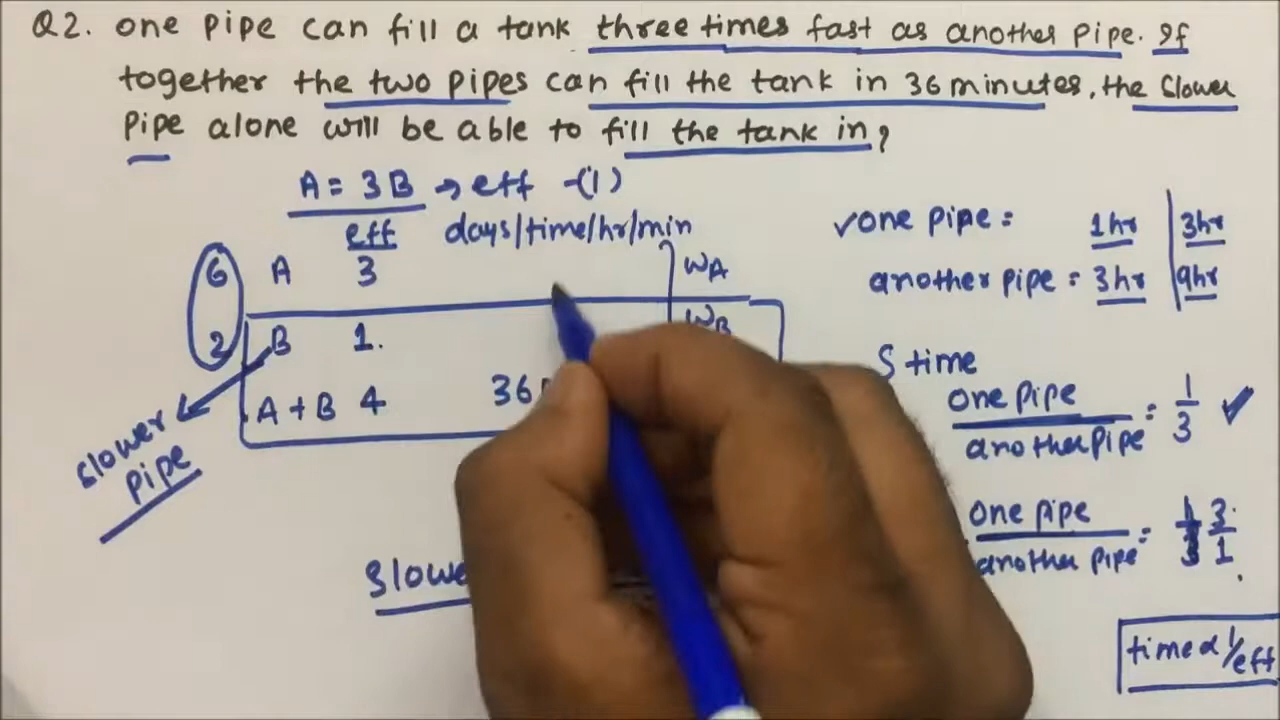 Q2. one pipe can fill a tank three times fast as another pipe. If
together the two pipes can fill the tank in 36 minutes, the slower
pipe alone will be able to fill the tank in?
A = 3B → eff -(1)
eff days/time/hr/min
6 A 3 WA
2 B 1. WB
A + B 4 36
slower
pipe
Slowe
✓one pipe = 1hr 3hr
another pipe = 3hr 9hr
S time
one pipe / another pipe = 1/3 ✓
one pipe / another pipe = 3/1
time ∝ 1/eff